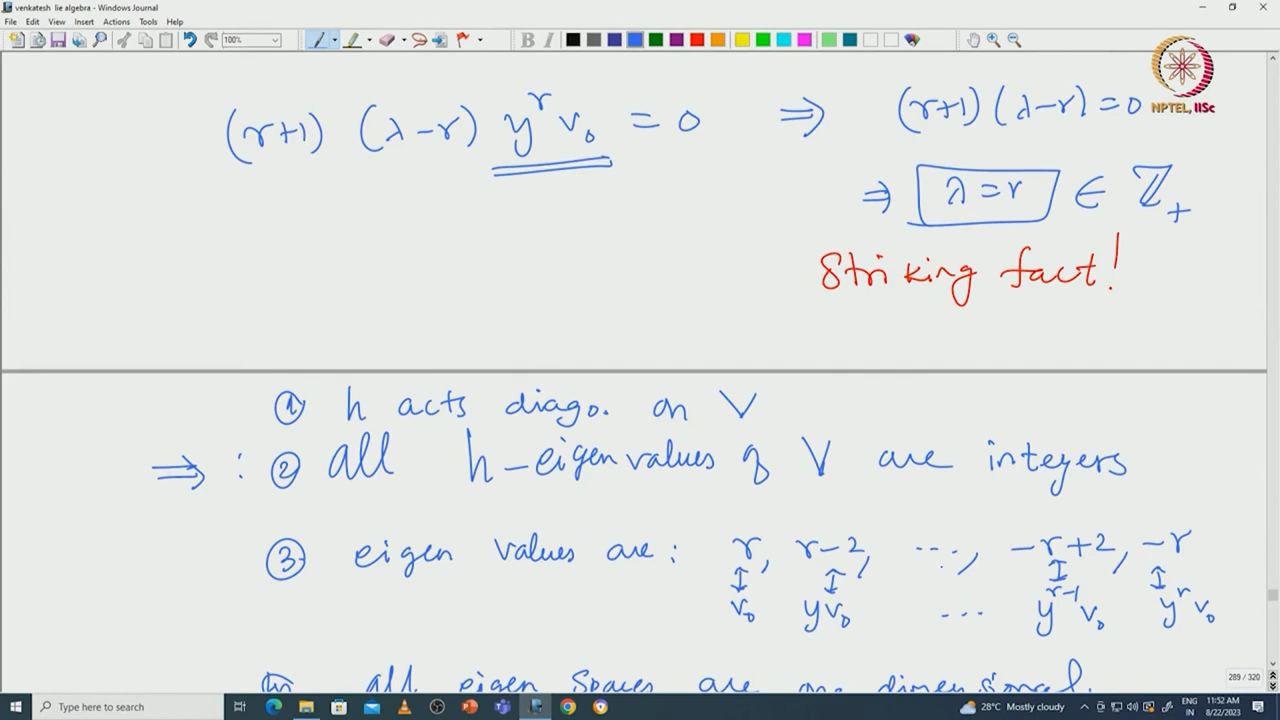 venkatesh lie algebra - Windows Journal
File Edit View Insert Actions Tools Help
100%
B I
NPTEL, IISc
(r+1) (λ-r) y^r v₀ = 0 ⇒ (r+1)(λ-r) = 0
⇒ λ = r ∈ ℤ₊
Striking fact!
① h acts diago. on V
⇒ : ② all h-eigenvalues of V are integers
③ eigen values are: r, r-2, ..., -r+2, -r
↕ ↕ ↕ ↕
v₀ yv₀ ... y^{r-1} v₀ y^r v₀
all eigen spaces are one dimensional.
289 / 320
Type here to search
28°C Mostly cloudy
ENG
IN
11:52 AM
8/22/2023